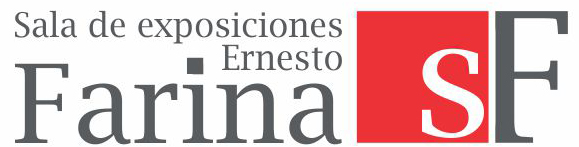 Sala de exposiciones
Ernesto
Farina
SF